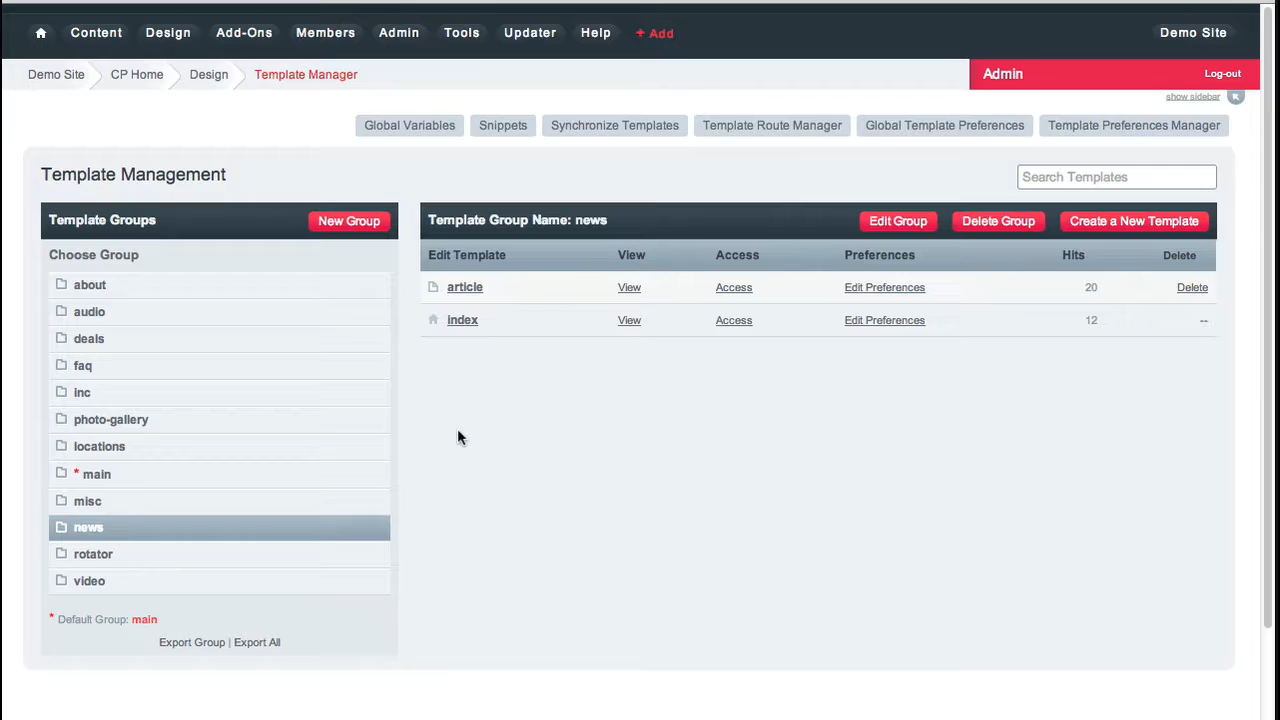 Content Design Add-Ons Members Admin Tools Updater Help + Add Demo Site
Demo Site CP Home Design Template Manager Admin Log-out
show sidebar
Global Variables Snippets Synchronize Templates Template Route Manager Global Template Preferences Template Preferences Manager
Template Management Search Templates
Template Groups New Group
Choose Group
about
audio
deals
faq
inc
photo-gallery
locations
* main
misc
news
rotator
video
* Default Group: main
Export Group | Export All
Template Group Name: news Edit Group Delete Group Create a New Template
Edit Template View Access Preferences Hits Delete
article View Access Edit Preferences 20 Delete
index View Access Edit Preferences 12 --